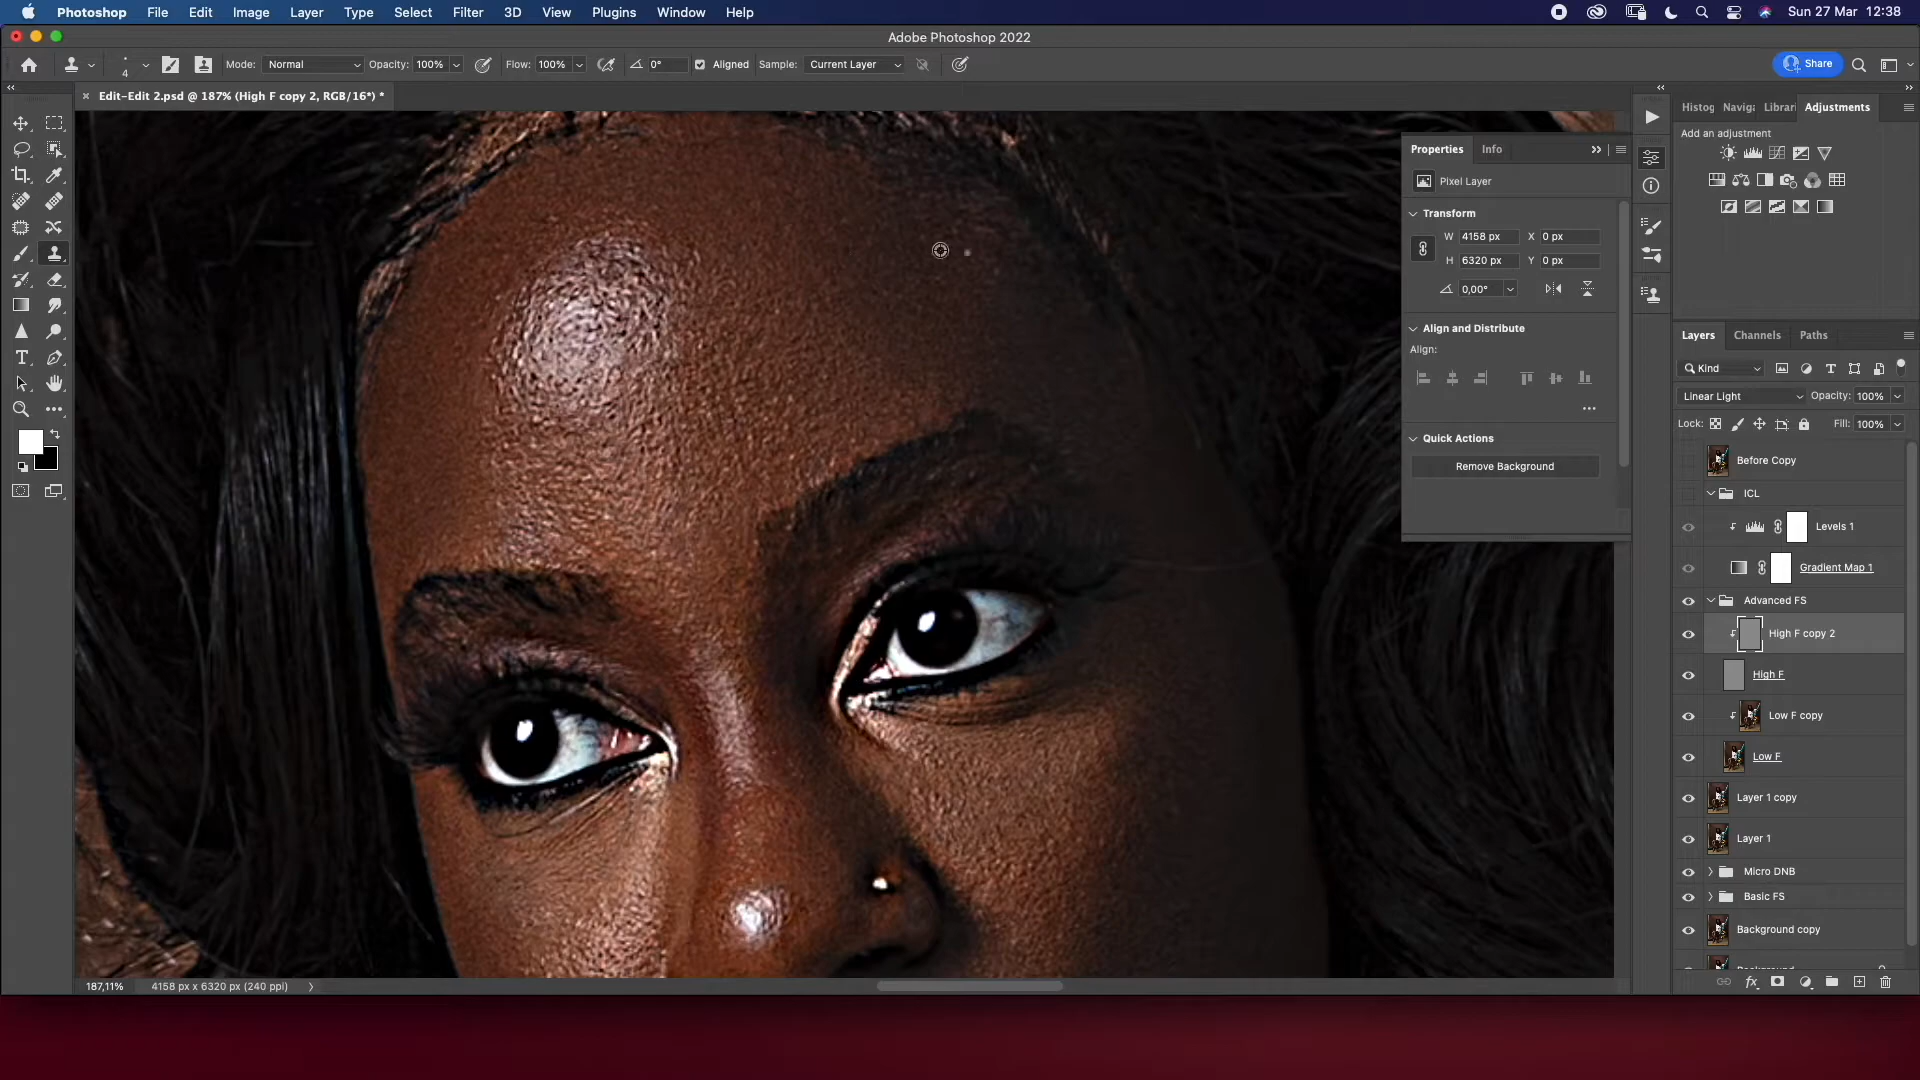 Photoshop File Edit Image Layer Type Select Filter 3D View Plugins Window Help Sun 27 Mar 12:38
Adobe Photoshop 2022
4 Mode: Normal Opacity: 100% Flow: 100% 0° Aligned Sample: Current Layer Share
Edit-Edit 2.psd @ 187% (High F copy 2, RGB/16*) *
Properties Info
Pixel Layer
Transform
W 4158 px X 0 px
H 6320 px Y 0 px
0,00°
Align and Distribute
Align:
Quick Actions
Remove Background
Histog Naviga Librari Adjustments
Add an adjustment
Layers Channels Paths
Kind
Linear Light Opacity: 100%
Lock: Fill: 100%
Before Copy
ICL
Levels 1
Gradient Map 1
Advanced FS
High F copy 2
High F
Low F copy
Low F
Layer 1 copy
Layer 1
Micro DNB
Basic FS
Background copy
187,11% 4158 px x 6320 px (240 ppi)